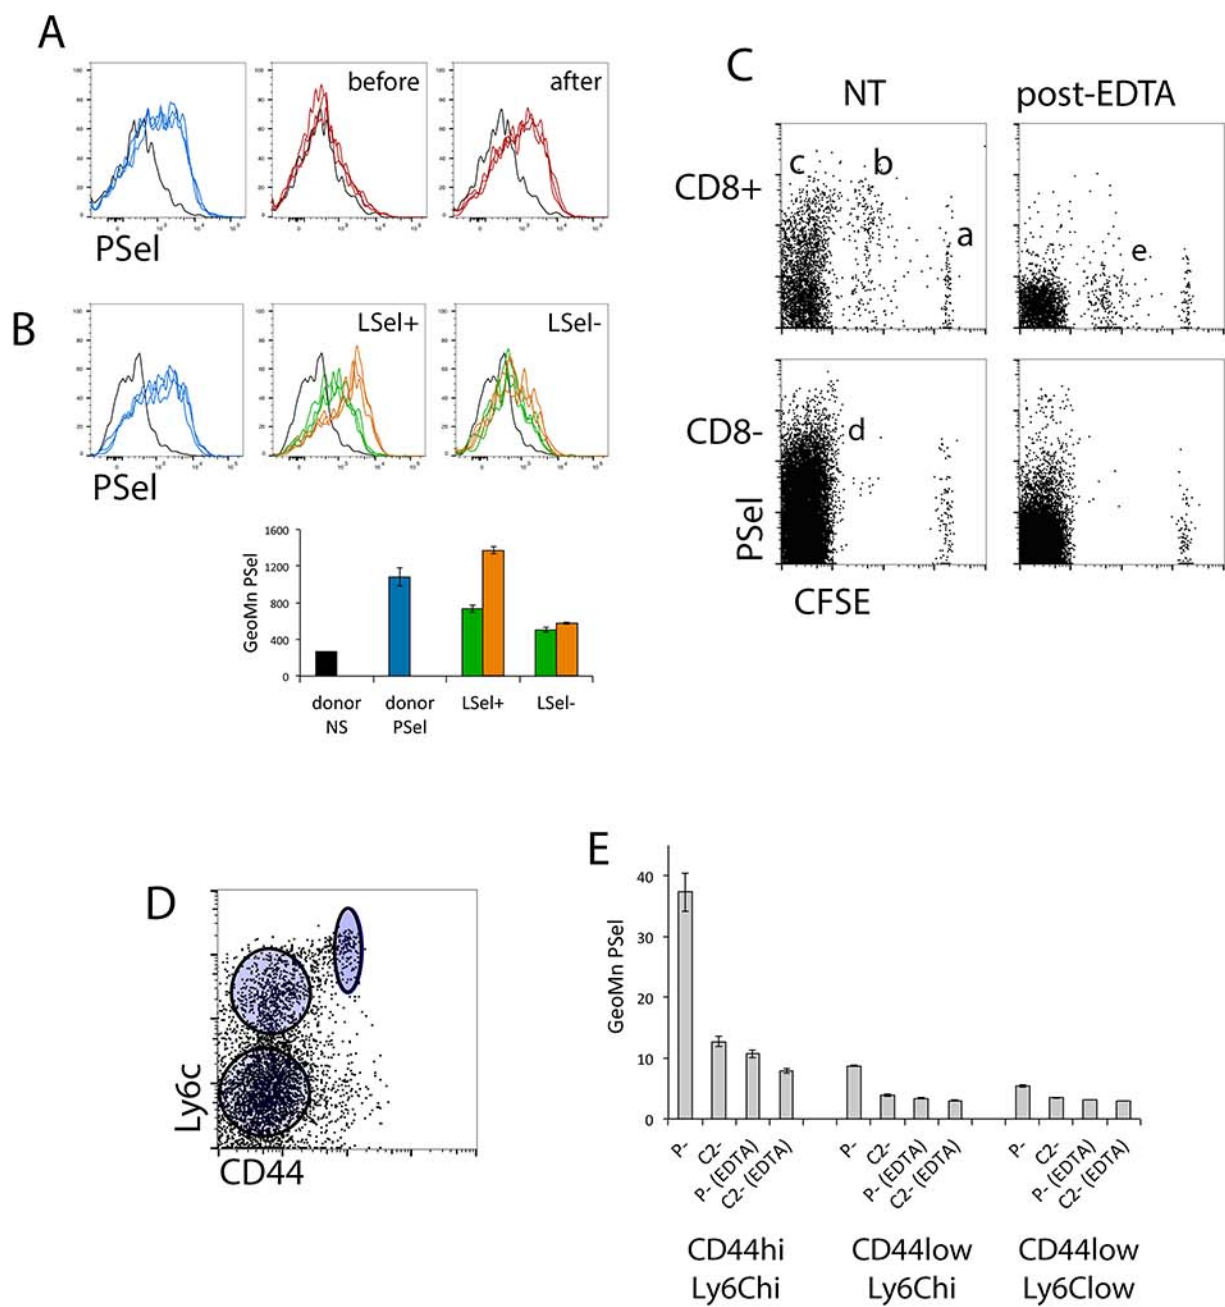 A
before
after
PSel
B
LSel+
LSel-
PSel
GeoMn PSel
1600
1200
800
400
0
donor
NS
donor
PSel
LSel+
LSel-
C
NT
post-EDTA
CD8+
c
b
a
e
CD8-
d
PSel
CFSE
D
Ly6c
CD44
E
GeoMn PSel
40
30
20
10
0
P-
C2-
P- (EDTA)
C2- (EDTA)
P-
C2-
P- (EDTA)
C2- (EDTA)
P-
C2-
P- (EDTA)
C2- (EDTA)
CD44hi
Ly6Chi
CD44low
Ly6Chi
CD44low
Ly6Clow